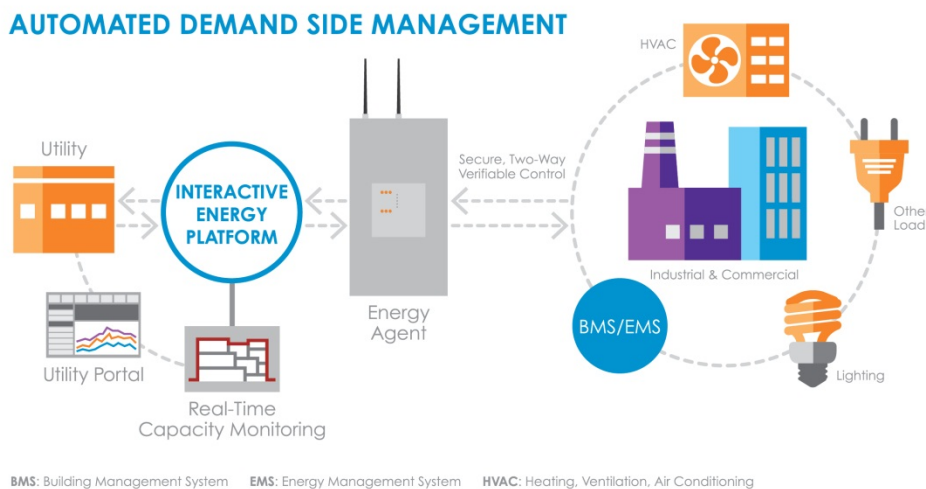 AUTOMATED DEMAND SIDE MANAGEMENT
HVAC
Utility
INTERACTIVE
ENERGY
PLATFORM
Secure, Two-Way
Verifiable Control
Othe
Load
Industrial & Commercial
Energy
Agent
BMS/EMS
Utility Portal
Lighting
Real-Time
Capacity Monitoring
BMS: Building Management System EMS: Energy Management System HVAC: Heating, Ventilation, Air Conditioning